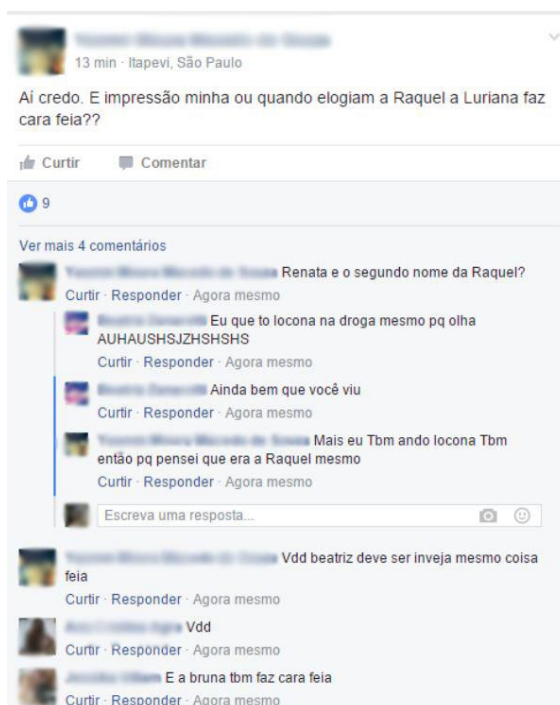 13 min · Itapevi, São Paulo
Aí credo. E impressão minha ou quando elogiam a Raquel a Luriana faz
cara feia??
Curtir Comentar
9
Ver mais 4 comentários
Renata e o segundo nome da Raquel?
Curtir · Responder · Agora mesmo
Eu que to locona na droga mesmo pq olha
AUHAUSHSJZHSHSHS
Curtir · Responder · Agora mesmo
Ainda bem que você viu
Curtir · Responder · Agora mesmo
Mais eu Tbm ando locona Tbm
então pq pensei que era a Raquel mesmo
Curtir · Responder · Agora mesmo
Escreva uma resposta...
Vdd beatriz deve ser inveja mesmo coisa
feia
Curtir · Responder · Agora mesmo
Vdd
Curtir · Responder · Agora mesmo
E a bruna tbm faz cara feia
Curtir · Responder · Agora mesmo